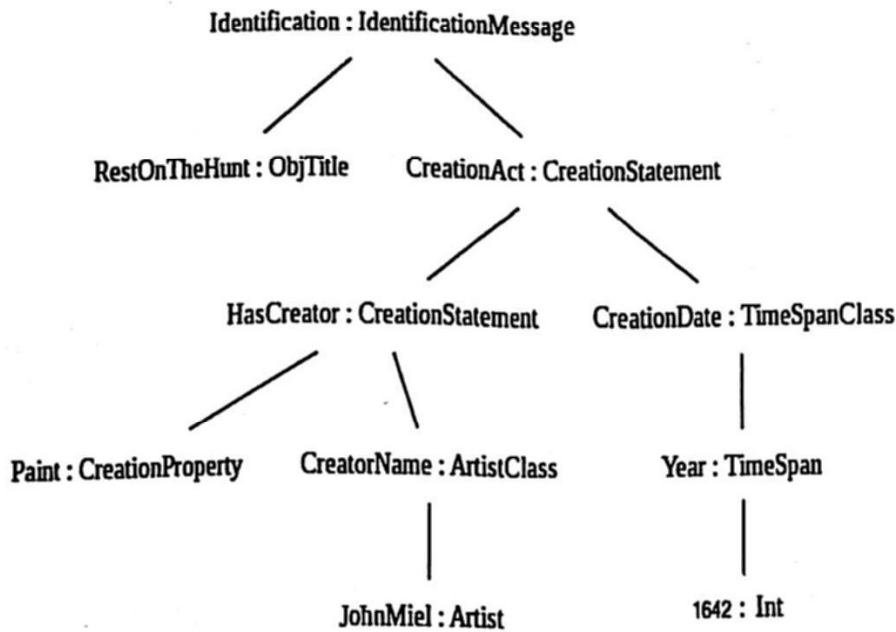 Identification : IdentificationMessage
RestOnTheHunt : ObjTitle
CreationAct : CreationStatement
HasCreator : CreationStatement
CreationDate : TimeSpanClass
Paint : CreationProperty
CreatorName : ArtistClass
Year : TimeSpan
JohnMiel : Artist
1642 : Int